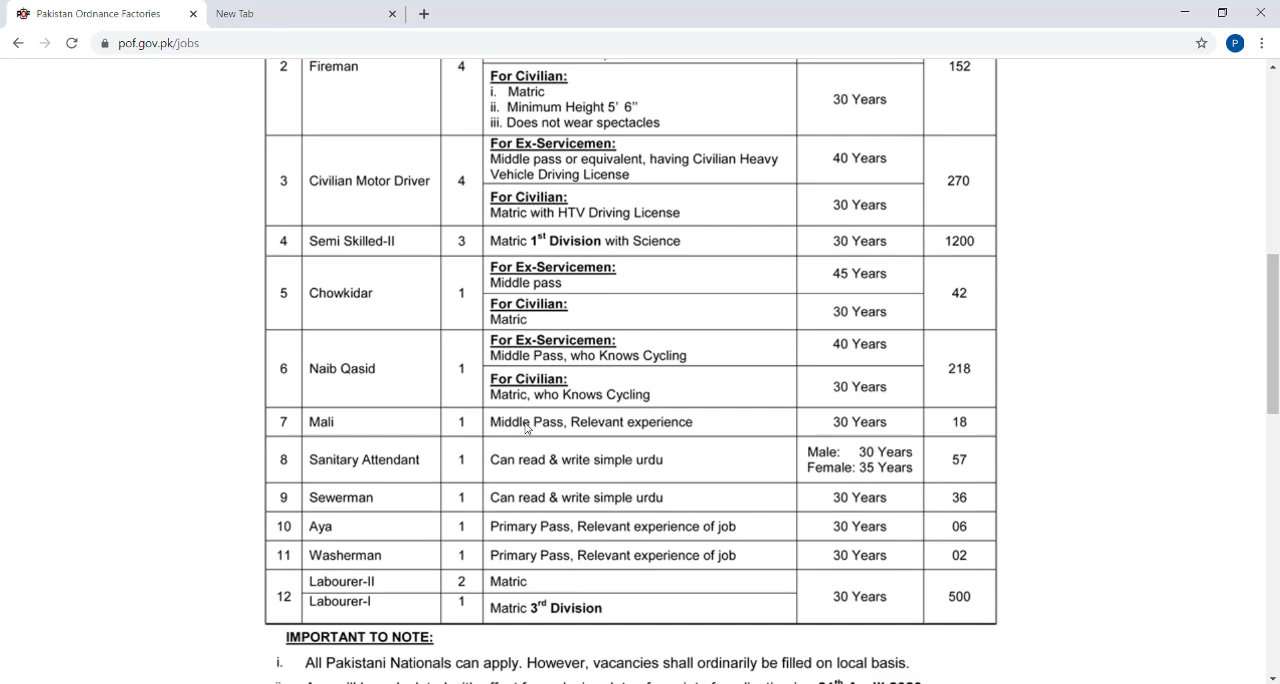 Pakistan Ordnance Factories
New Tab
pof.gov.pk/jobs
P
2 Fireman 4 152
For Civilian:
i. Matric
ii. Minimum Height 5' 6"
iii. Does not wear spectacles
30 Years
3 Civilian Motor Driver 4 270
For Ex-Servicemen:
Middle pass or equivalent, having Civilian Heavy
Vehicle Driving License
40 Years
For Civilian:
Matric with HTV Driving License
30 Years
4 Semi Skilled-II 3 Matric 1st Division with Science 30 Years 1200
5 Chowkidar 1 42
For Ex-Servicemen:
Middle pass
45 Years
For Civilian:
Matric
30 Years
6 Naib Qasid 1 218
For Ex-Servicemen:
Middle Pass, who Knows Cycling
40 Years
For Civilian:
Matric, who Knows Cycling
30 Years
7 Mali 1 Middle Pass, Relevant experience 30 Years 18
8 Sanitary Attendant 1 Can read & write simple urdu 57
Male: 30 Years
Female: 35 Years
9 Sewerman 1 Can read & write simple urdu 30 Years 36
10 Aya 1 Primary Pass, Relevant experience of job 30 Years 06
11 Washerman 1 Primary Pass, Relevant experience of job 30 Years 02
12 Labourer-II 2 Matric 30 Years 500
Labourer-I 1 Matric 3rd Division
IMPORTANT TO NOTE:
i. All Pakistani Nationals can apply. However, vacancies shall ordinarily be filled on local basis.